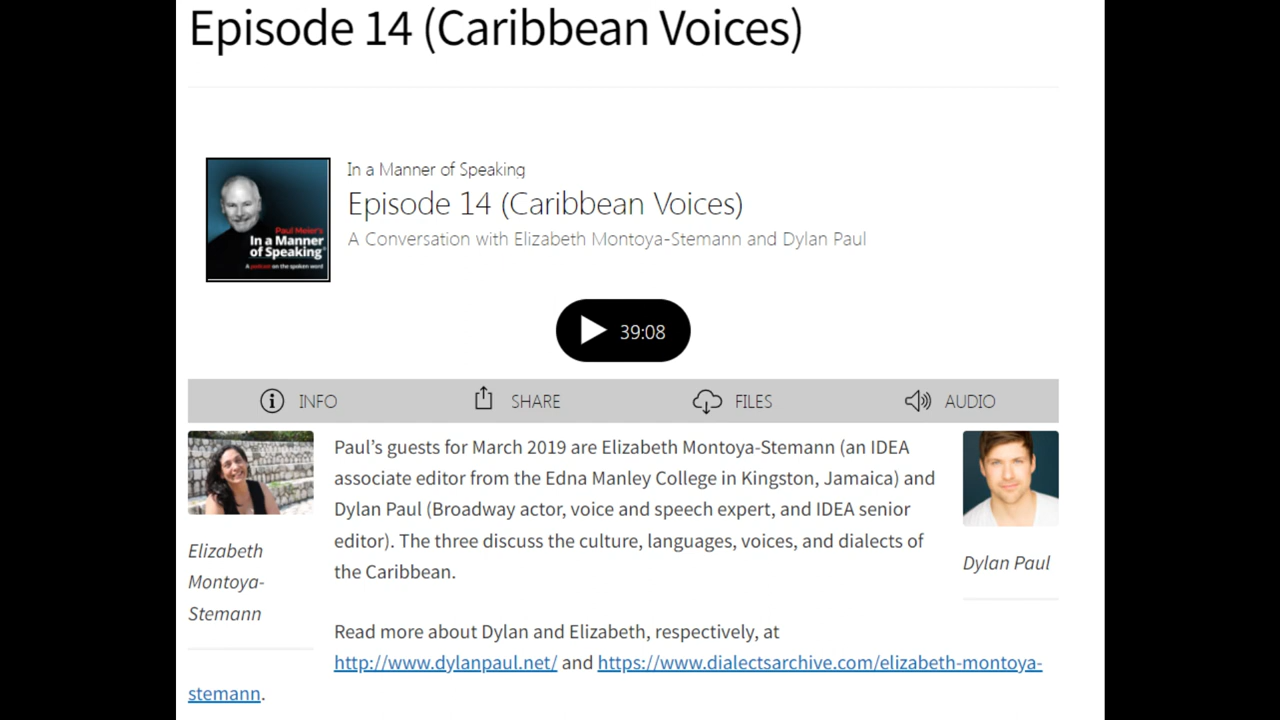 Episode 14 (Caribbean Voices)
In a Manner of Speaking
Episode 14 (Caribbean Voices)
A Conversation with Elizabeth Montoya-Stemann and Dylan Paul
Paul Meier's
In a Manner
of Speaking
A podcast on the spoken word
39:08
INFO SHARE FILES AUDIO
Paul’s guests for March 2019 are Elizabeth Montoya-Stemann (an IDEA
associate editor from the Edna Manley College in Kingston, Jamaica) and
Dylan Paul (Broadway actor, voice and speech expert, and IDEA senior
editor). The three discuss the culture, languages, voices, and dialects of
the Caribbean.
Elizabeth
Montoya-
Stemann
Dylan Paul
Read more about Dylan and Elizabeth, respectively, at
http://www.dylanpaul.net/ and https://www.dialectsarchive.com/elizabeth-montoya-
stemann.